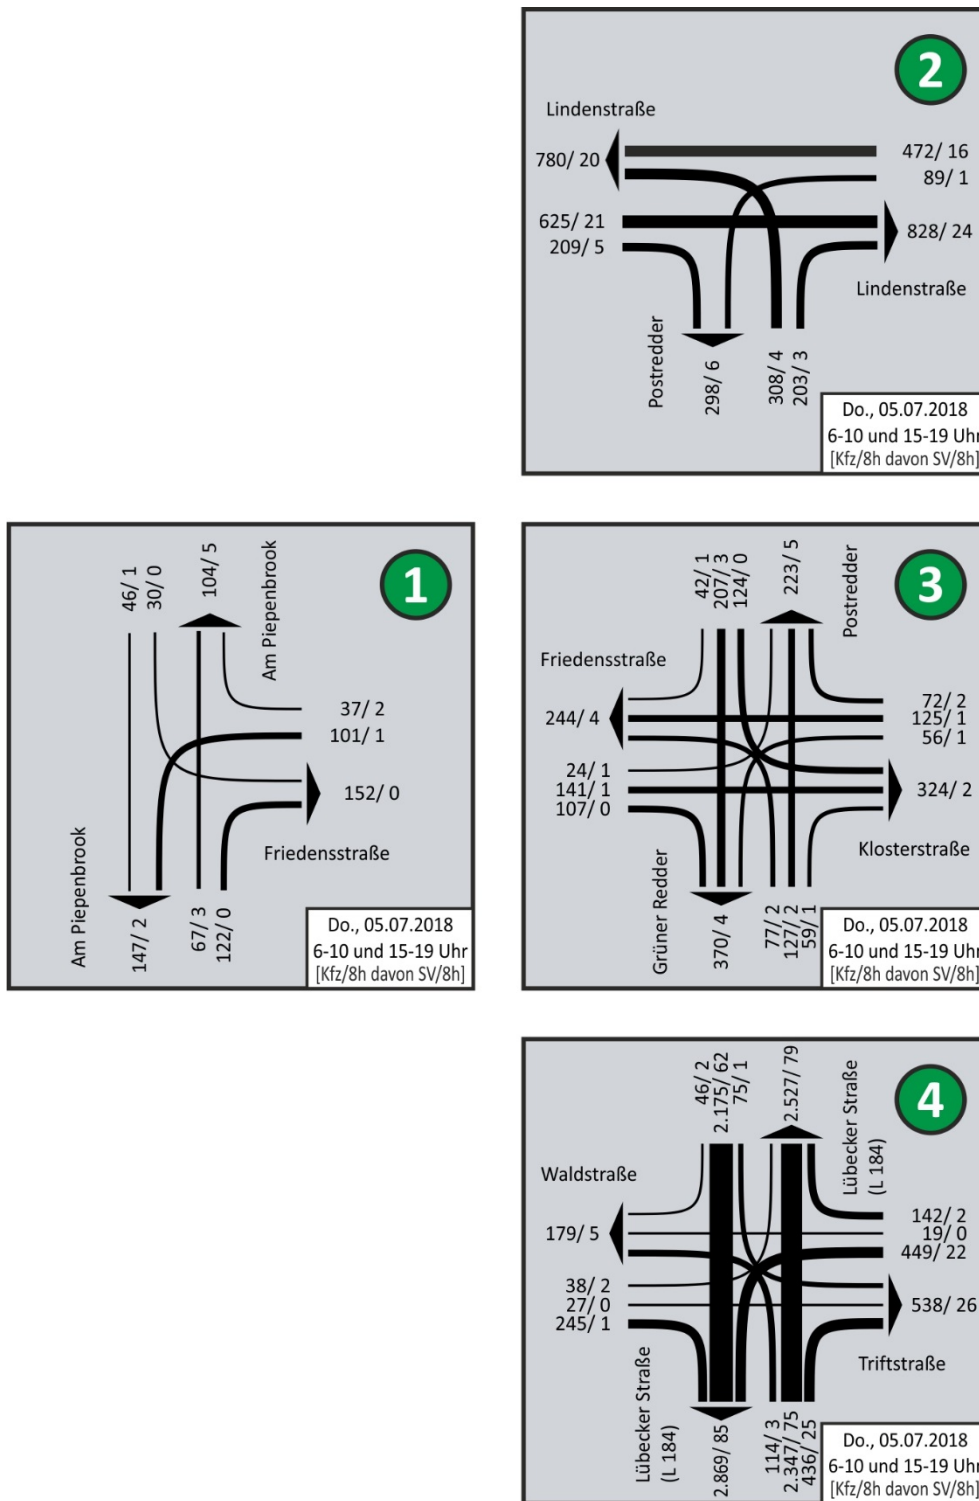 2
Lindenstraße
780/ 20
472/ 16
89/ 1
625/ 21
209/ 5
828/ 24
Lindenstraße
Postredder
298/ 6
308/ 4
203/ 3
Do., 05.07.2018
6-10 und 15-19 Uhr
[Kfz/8h davon SV/8h]
1
46/ 1
30/ 0
104/ 5
Am Piepenbrook
37/ 2
101/ 1
152/ 0
Friedensstraße
Am Piepenbrook
147/ 2
67/ 3
122/ 0
Do., 05.07.2018
6-10 und 15-19 Uhr
[Kfz/8h davon SV/8h]
3
42/ 1
207/ 3
124/ 0
223/ 5
Postredder
Friedensstraße
244/ 4
72/ 2
125/ 1
56/ 1
24/ 1
141/ 1
107/ 0
324/ 2
Klosterstraße
Grüner Redder
370/ 4
77/ 2
127/ 2
59/ 1
Do., 05.07.2018
6-10 und 15-19 Uhr
[Kfz/8h davon SV/8h]
4
46/ 2
2.175/ 62
75/ 1
2.527/ 79
Lübecker Straße
(L 184)
Waldstraße
179/ 5
142/ 2
19/ 0
449/ 22
38/ 2
27/ 0
245/ 1
538/ 26
Triftstraße
Lübecker Straße
(L 184)
2.869/ 85
114/ 3
2.347/ 75
436/ 25
Do., 05.07.2018
6-10 und 15-19 Uhr
[Kfz/8h davon SV/8h]